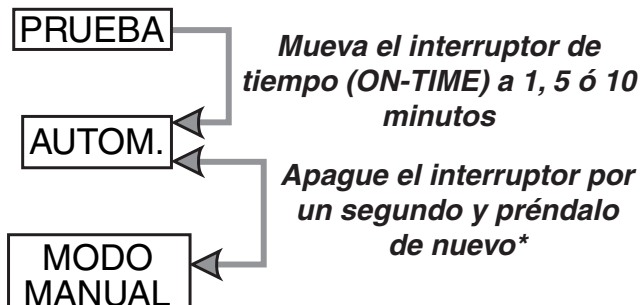 PRUEBA
Mueva el interruptor de
tiempo (ON-TIME) a 1, 5 ó 10
minutos
AUTOM.
Apague el interruptor por
un segundo y préndalo
de nuevo*
MODO
MANUAL